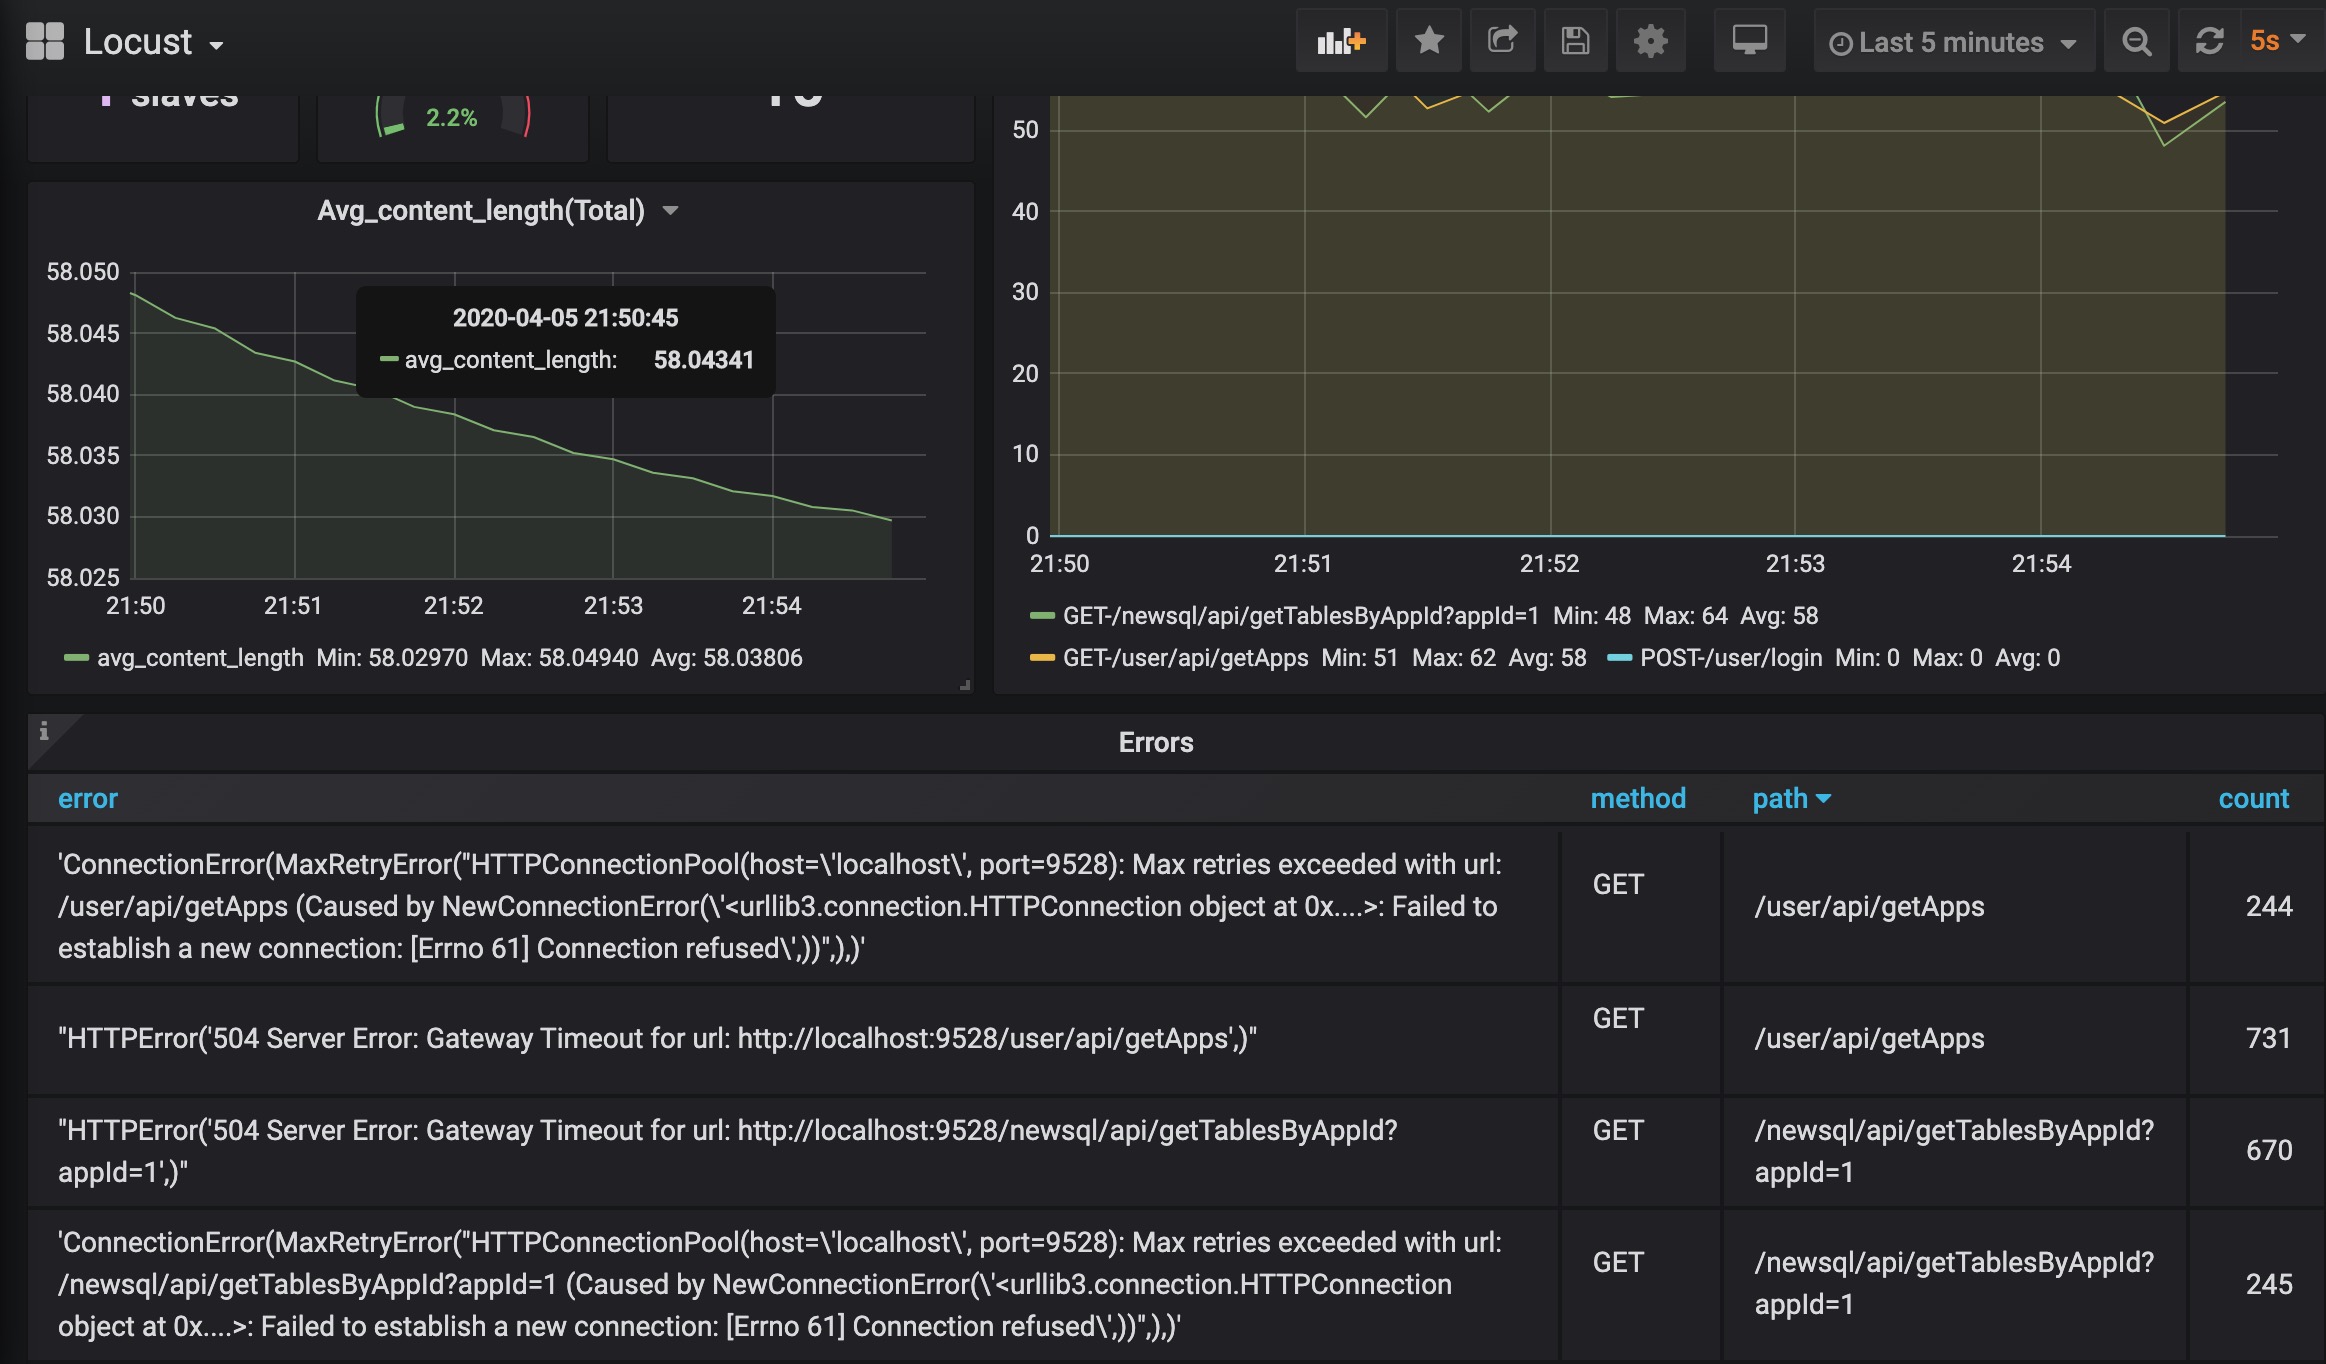 Locust
Last 5 minutes
5s
slaves
2.2%
Avg_content_length(Total)
58.050
58.045
58.040
58.035
58.030
58.025
21:50 21:51 21:52 21:53 21:54
2020-04-05 21:50:45
avg_content_length: 58.04341
avg_content_length Min: 58.02970 Max: 58.04940 Avg: 58.03806
50
40
30
20
10
0
21:50 21:51 21:52 21:53 21:54
GET-/newsql/api/getTablesByAppId?appId=1 Min: 48 Max: 64 Avg: 58
GET-/user/api/getApps Min: 51 Max: 62 Avg: 58 POST-/user/login Min: 0 Max: 0 Avg: 0
i
Errors
error method path count
'ConnectionError(MaxRetryError("HTTPConnectionPool(host=\'localhost\', port=9528): Max retries exceeded with url:
/user/api/getApps (Caused by NewConnectionError(\'<urllib3.connection.HTTPConnection object at 0x....>: Failed to
establish a new connection: [Errno 61] Connection refused\',))",),)'
GET
/user/api/getApps
244
"HTTPError('504 Server Error: Gateway Timeout for url: http://localhost:9528/user/api/getApps',)"
GET
/user/api/getApps
731
"HTTPError('504 Server Error: Gateway Timeout for url: http://localhost:9528/newsql/api/getTablesByAppId?
appId=1',)"
GET
/newsql/api/getTablesByAppId?
appId=1
670
'ConnectionError(MaxRetryError("HTTPConnectionPool(host=\'localhost\', port=9528): Max retries exceeded with url:
/newsql/api/getTablesByAppId?appId=1 (Caused by NewConnectionError(\'<urllib3.connection.HTTPConnection
object at 0x....>: Failed to establish a new connection: [Errno 61] Connection refused\',))",),)'
GET
/newsql/api/getTablesByAppId?
appId=1
245